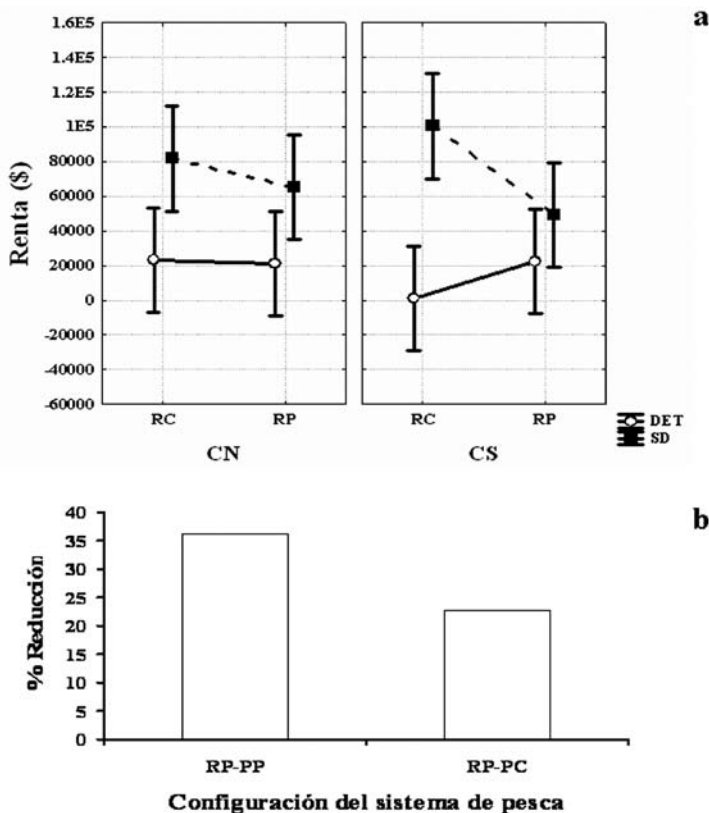 a
Renta ($)
1.6E5
1.4E5
1.2E5
1E5
80000
60000
40000
20000
0
-20000
-40000
-60000
RC RP RC RP
CN CS
DET
SD
b
% Reducción
40
35
30
25
20
15
10
5
0
RP-PP RP-PC
Configuración del sistema de pesca